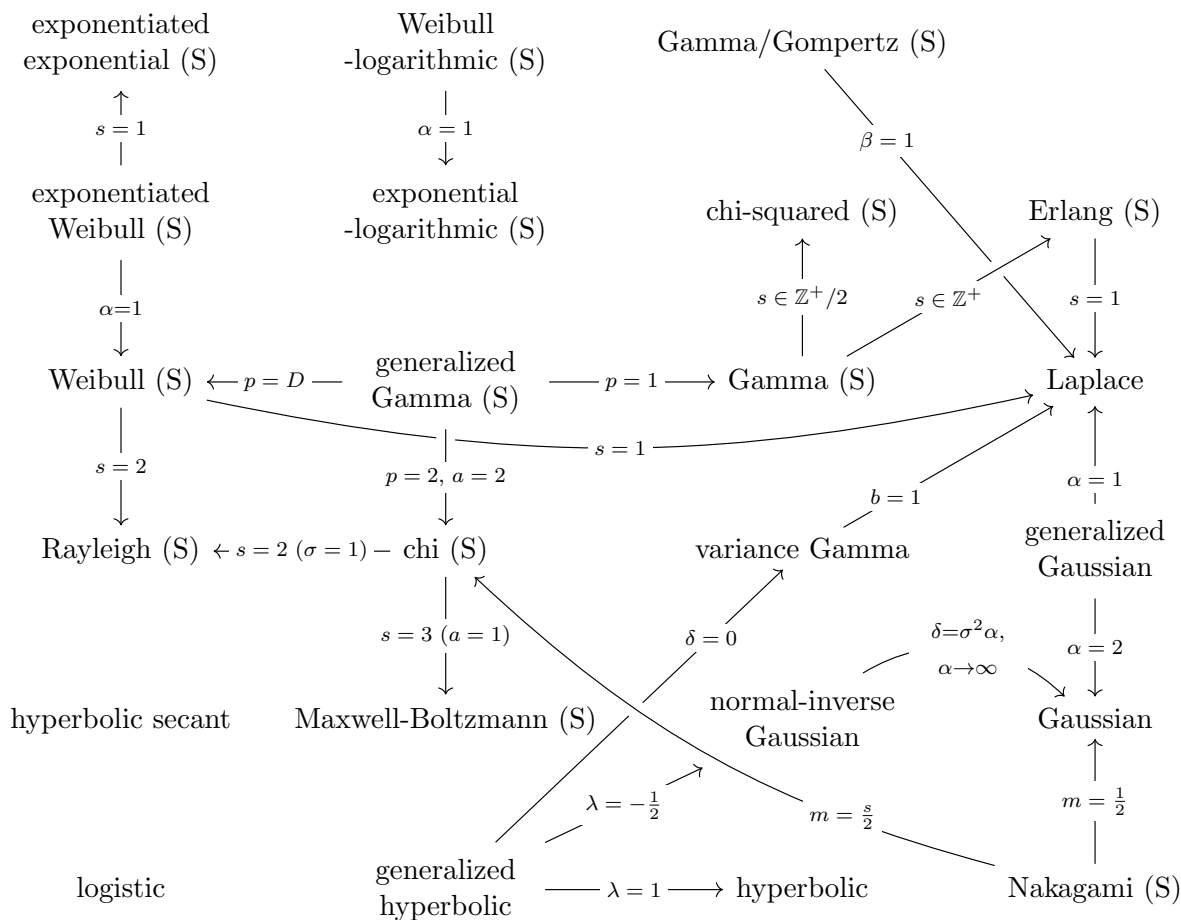 exponentiated
exponential (S)
Weibull
-logarithmic (S)
Gamma/Gompertz (S)
s = 1
α = 1
β = 1
exponentiated
Weibull (S)
exponential
-logarithmic (S)
chi-squared (S)
Erlang (S)
α=1
s ∈ ℤ⁺/2
s ∈ ℤ⁺
s = 1
Weibull (S)
p = D
generalized
Gamma (S)
p = 1
Gamma (S)
Laplace
s = 1
s = 2
p = 2, a = 2
b = 1
α = 1
Rayleigh (S)
s = 2 (σ = 1)
chi (S)
variance Gamma
generalized
Gaussian
s = 3 (a = 1)
δ = 0
δ=σ²α,
α→∞
α = 2
hyperbolic secant
Maxwell-Boltzmann (S)
normal-inverse
Gaussian
Gaussian
λ = −1/2
m = s/2
m = 1/2
logistic
generalized
hyperbolic
λ = 1
hyperbolic
Nakagami (S)